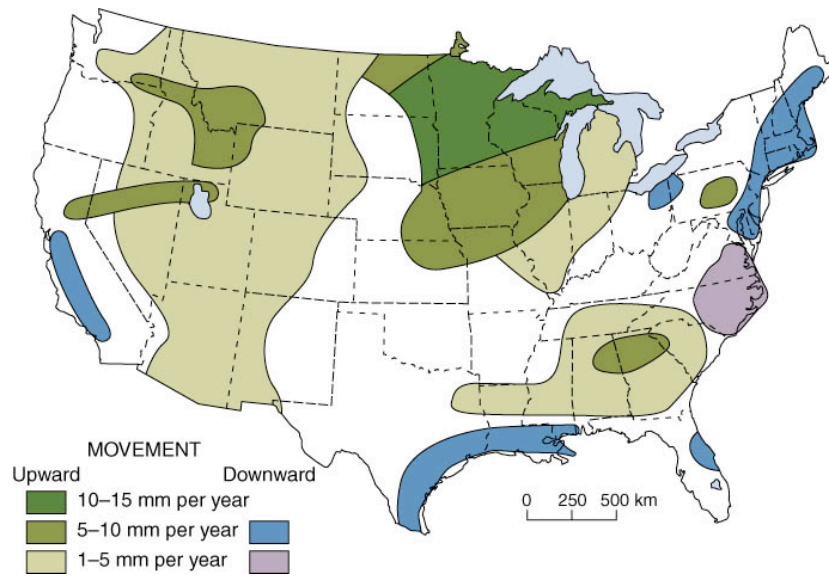 MOVEMENT
Upward Downward
10–15 mm per year
5–10 mm per year
1–5 mm per year
0 250 500 km